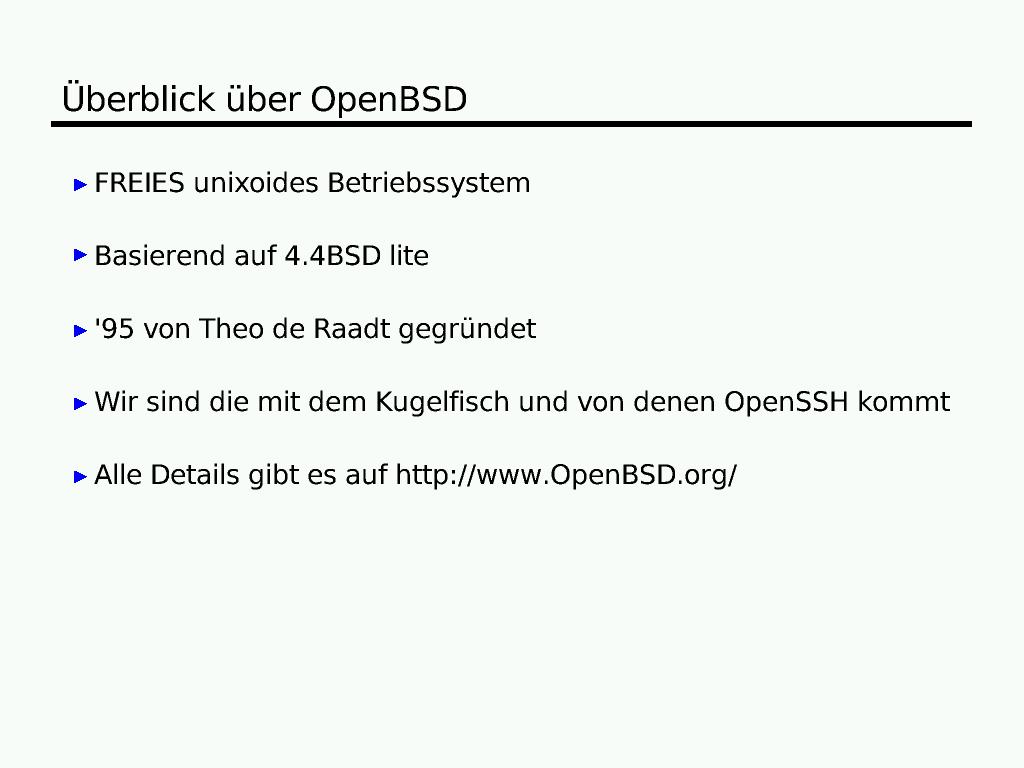 Überblick über OpenBSD
FREIES unixoides Betriebssystem
Basierend auf 4.4BSD lite
'95 von Theo de Raadt gegründet
Wir sind die mit dem Kugelfisch und von denen OpenSSH kommt
Alle Details gibt es auf http://www.OpenBSD.org/